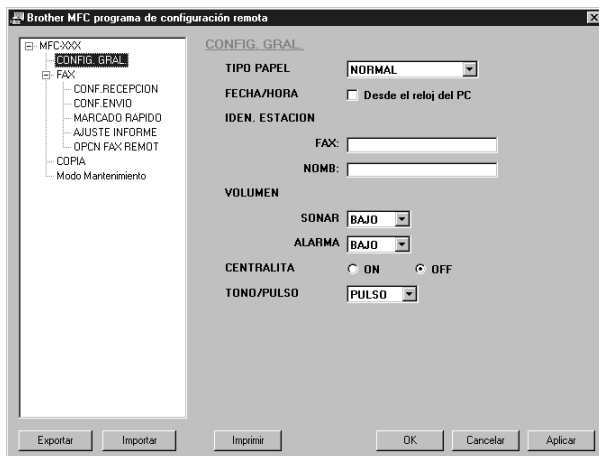 Brother MFC programa de configuración remota
MFC-XXX
CONFIG. GRAL.
FAX
CONF.RECEPCION
CONF.ENVIO
MARCADO RAPIDO
AJUSTE INFORME
OPCN FAX REMOT
COPIA
Modo Mantenimiento
CONFIG. GRAL.
TIPO PAPEL NORMAL
FECHA/HORA Desde el reloj del PC
IDEN. ESTACION
FAX:
NOMB:
VOLUMEN
SONAR BAJO
ALARMA BAJO
CENTRALITA ON OFF
TONO/PULSO PULSO
Exportar Importar Imprimir OK Cancelar Aplicar